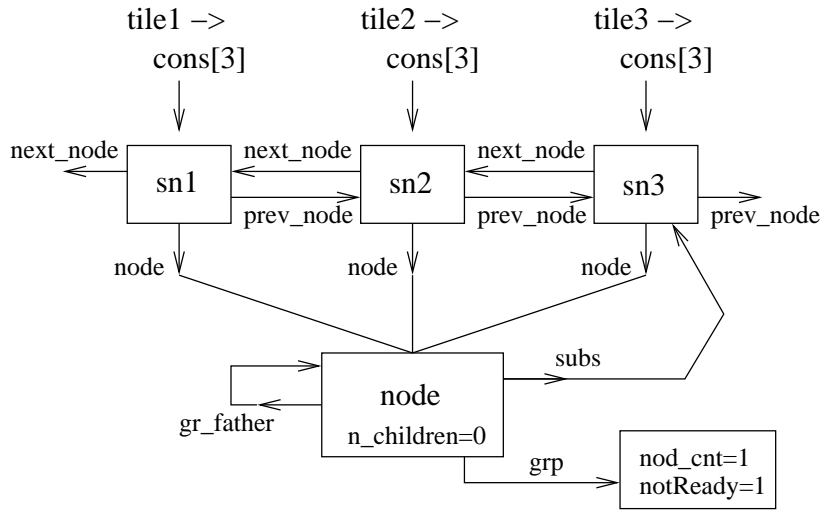 tile1 −>
cons[3]
tile2 −>
cons[3]
tile3 −>
cons[3]
next_node
sn1
next_node
sn2
next_node
sn3
prev_node
prev_node
prev_node
node
node
node
subs
node
n_children=0
gr_father
grp
nod_cnt=1
notReady=1